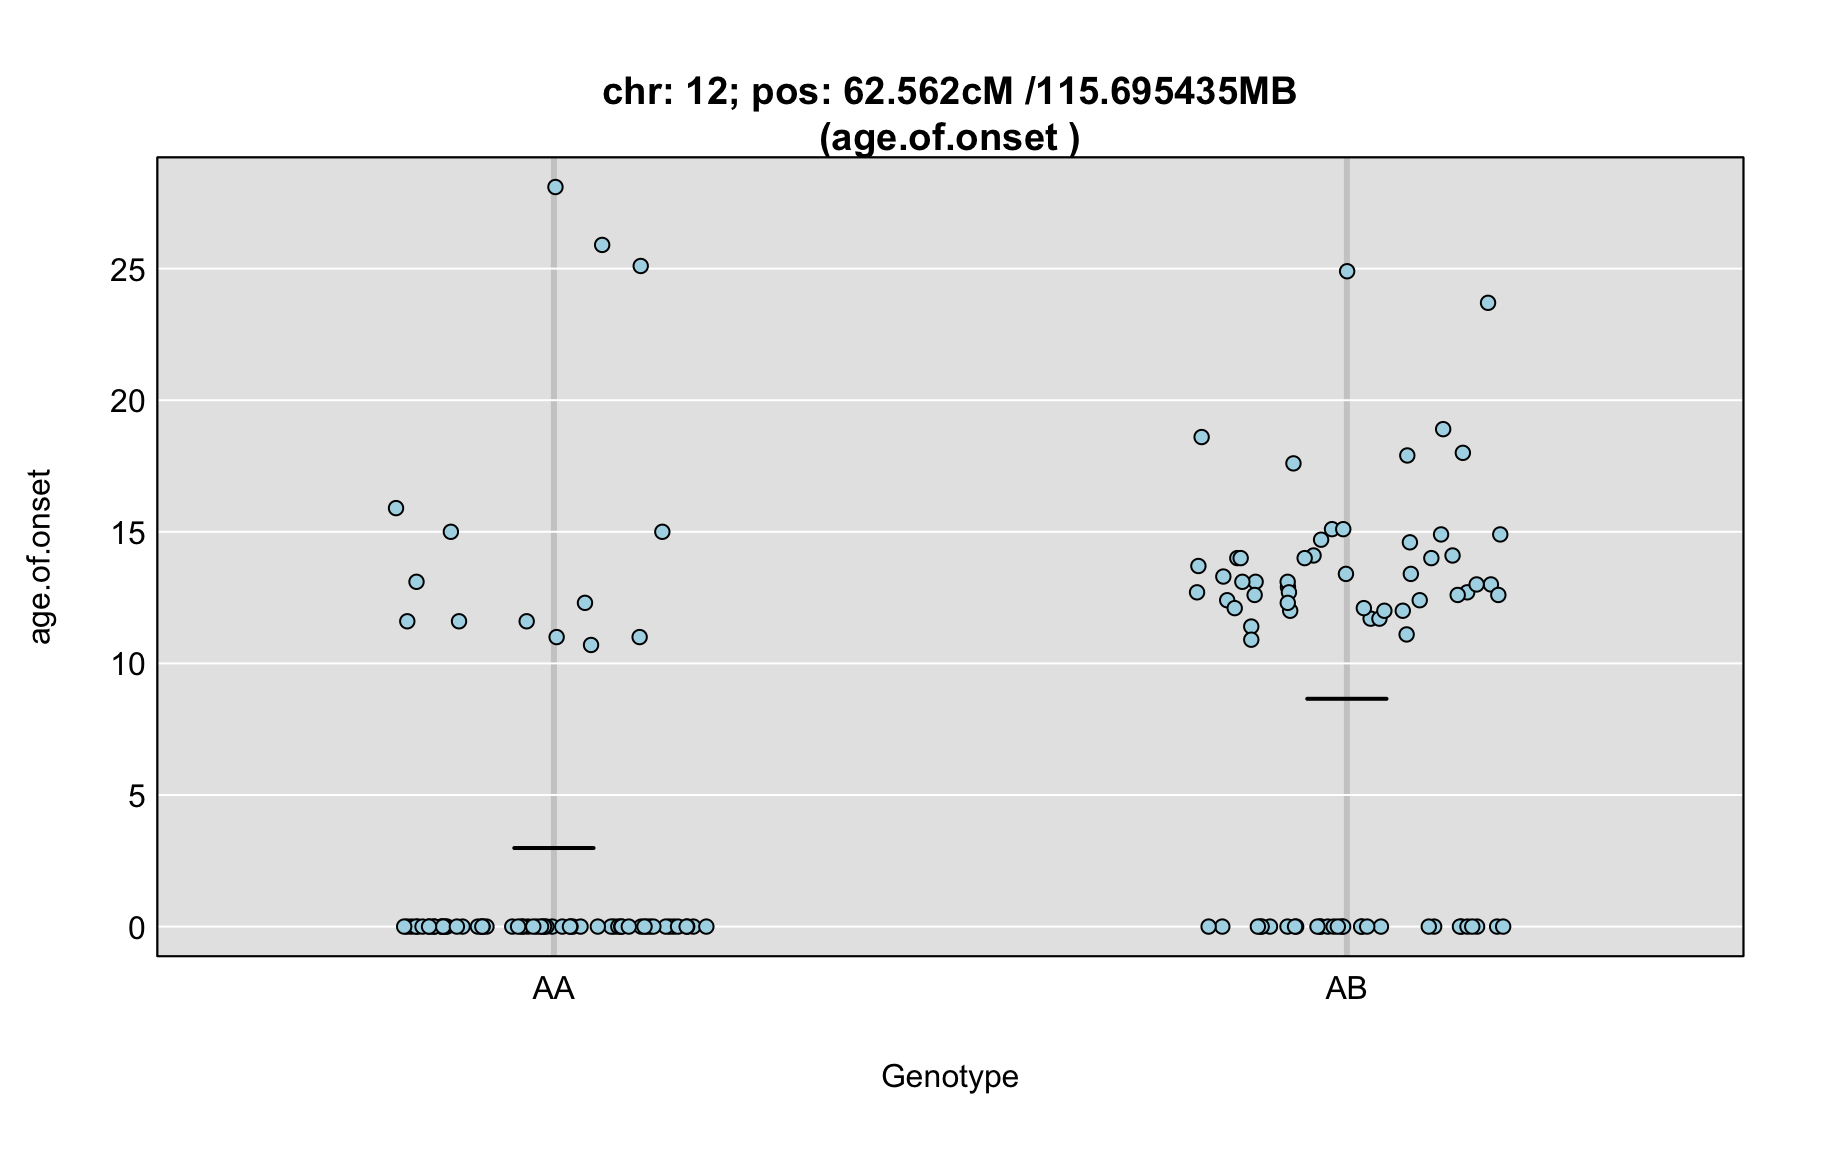 chr: 12; pos: 62.562cM /115.695435MB
(age.of.onset )
age.of.onset
25
20
15
10
5
0
AA
AB
Genotype